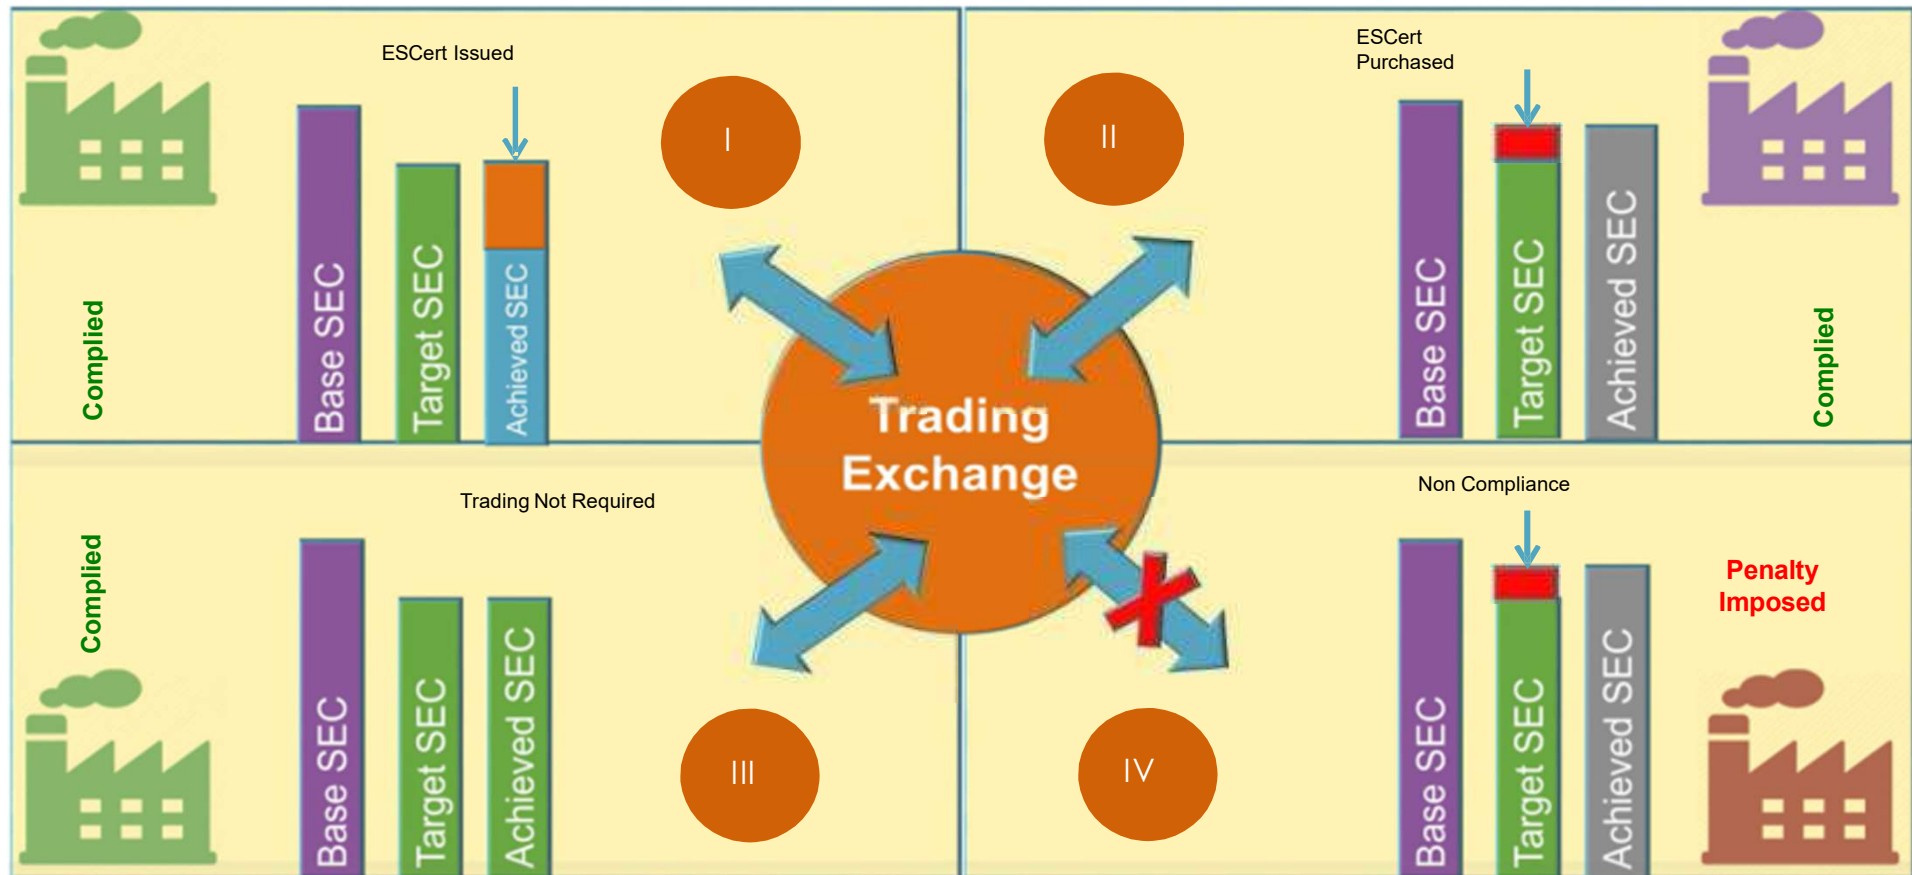 ESCert Issued
I
Base SEC
Target SEC
Achieved SEC
Complied
II
ESCert
Purchased
Base SEC
Target SEC
Achieved SEC
Complied
Trading
Exchange
Trading Not Required
Complied
Base SEC
Target SEC
Achieved SEC
III
Non Compliance
Penalty
Imposed
IV
Base SEC
Target SEC
Achieved SEC